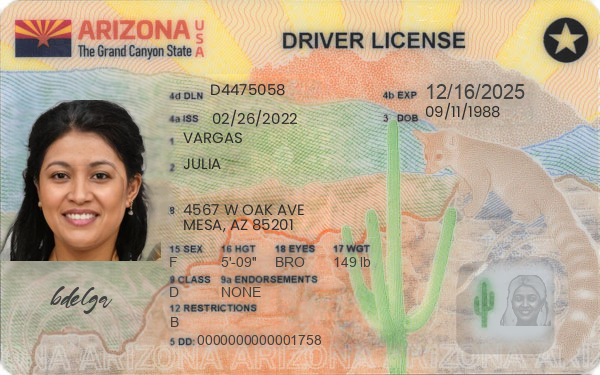 ARIZONA USA
The Grand Canyon State
DRIVER LICENSE
4d DLN D4475058
4b EXP 12/16/2025
4a ISS 02/26/2022
3 DOB 09/11/1988
1 VARGAS
2 JULIA
8 4567 W OAK AVE
MESA, AZ 85201
15 SEX 16 HGT 18 EYES 17 WGT
F 5'-09" BRO 149 lb
9 CLASS 9a ENDORSEMENTS
D NONE
12 RESTRICTIONS
B
5 DD: 0000000000001758
bdelga
ARIZONA ARIZONA ARIZONA ARIZONA